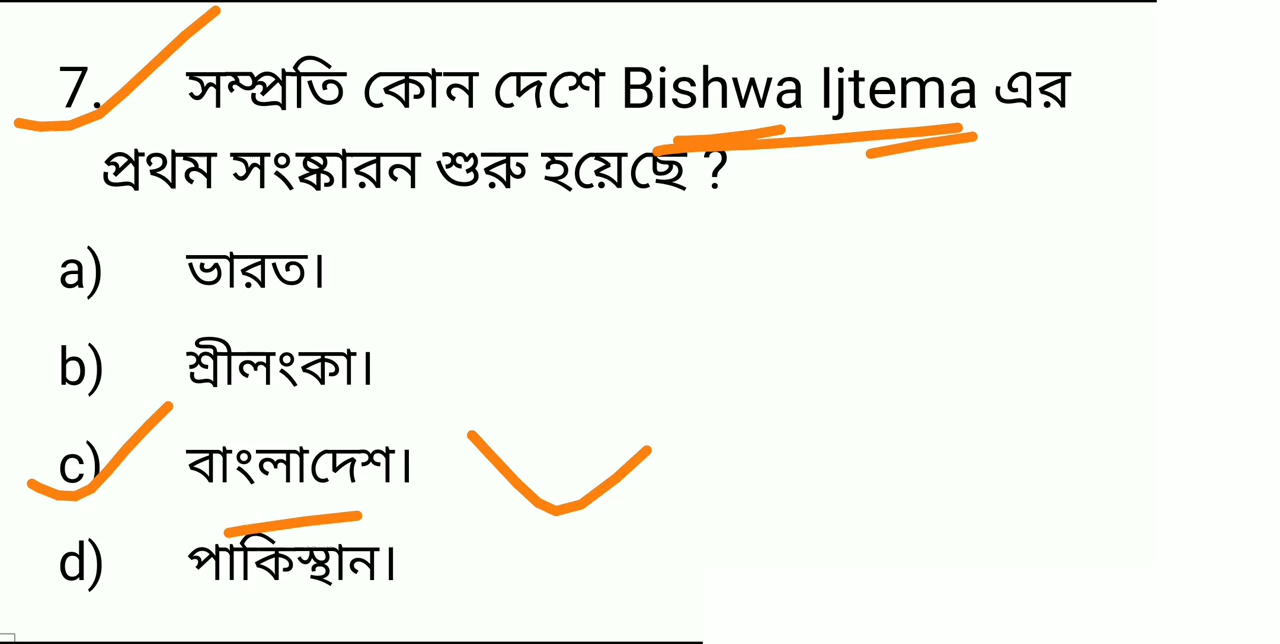 7. সম্প্রতি কোন দেশে Bishwa Ijtema এর
প্রথম সংষ্কারন শুরু হয়েছে ?
a) ভারত।
b) শ্রীলংকা।
c) বাংলাদেশ।
d) পাকিস্থান।